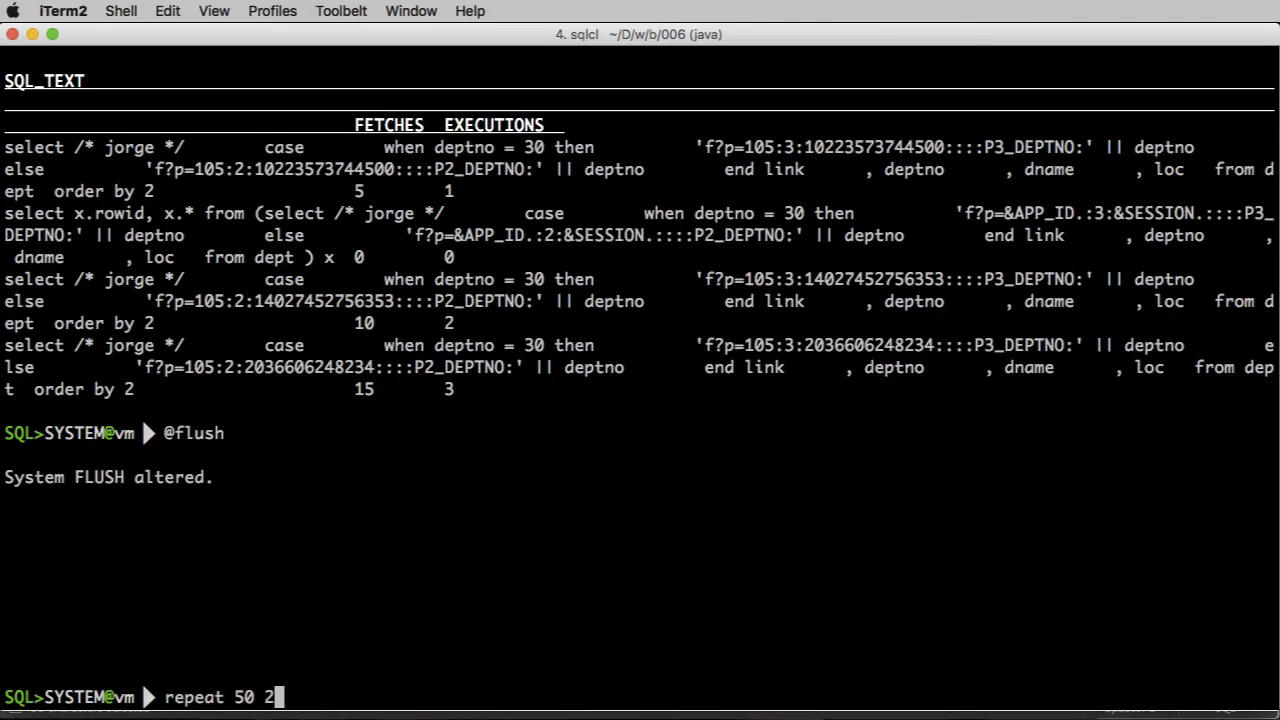 iTerm2 Shell Edit View Profiles Toolbelt Window Help
4. sqlcl ~/D/w/b/006 (java)
SQL_TEXT
FETCHES EXECUTIONS
select /* jorge */ case when deptno = 30 then 'f?p=105:3:10223573744500::::P3_DEPTNO:' || deptno
else 'f?p=105:2:10223573744500::::P2_DEPTNO:' || deptno end link , deptno , dname , loc from d
ept order by 2 5 1
select x.rowid, x.* from (select /* jorge */ case when deptno = 30 then 'f?p=&APP_ID.:3:&SESSION.::::P3_
DEPTNO:' || deptno else 'f?p=&APP_ID.:2:&SESSION.::::P2_DEPTNO:' || deptno end link , deptno ,
dname , loc from dept ) x 0 0
select /* jorge */ case when deptno = 30 then 'f?p=105:3:14027452756353::::P3_DEPTNO:' || deptno
else 'f?p=105:2:14027452756353::::P2_DEPTNO:' || deptno end link , deptno , dname , loc from d
ept order by 2 10 2
select /* jorge */ case when deptno = 30 then 'f?p=105:3:2036606248234::::P3_DEPTNO:' || deptno e
lse 'f?p=105:2:2036606248234::::P2_DEPTNO:' || deptno end link , deptno , dname , loc from dep
t order by 2 15 3
SQL>SYSTEM@vm @flush
System FLUSH altered.
SQL>SYSTEM@vm repeat 50 2